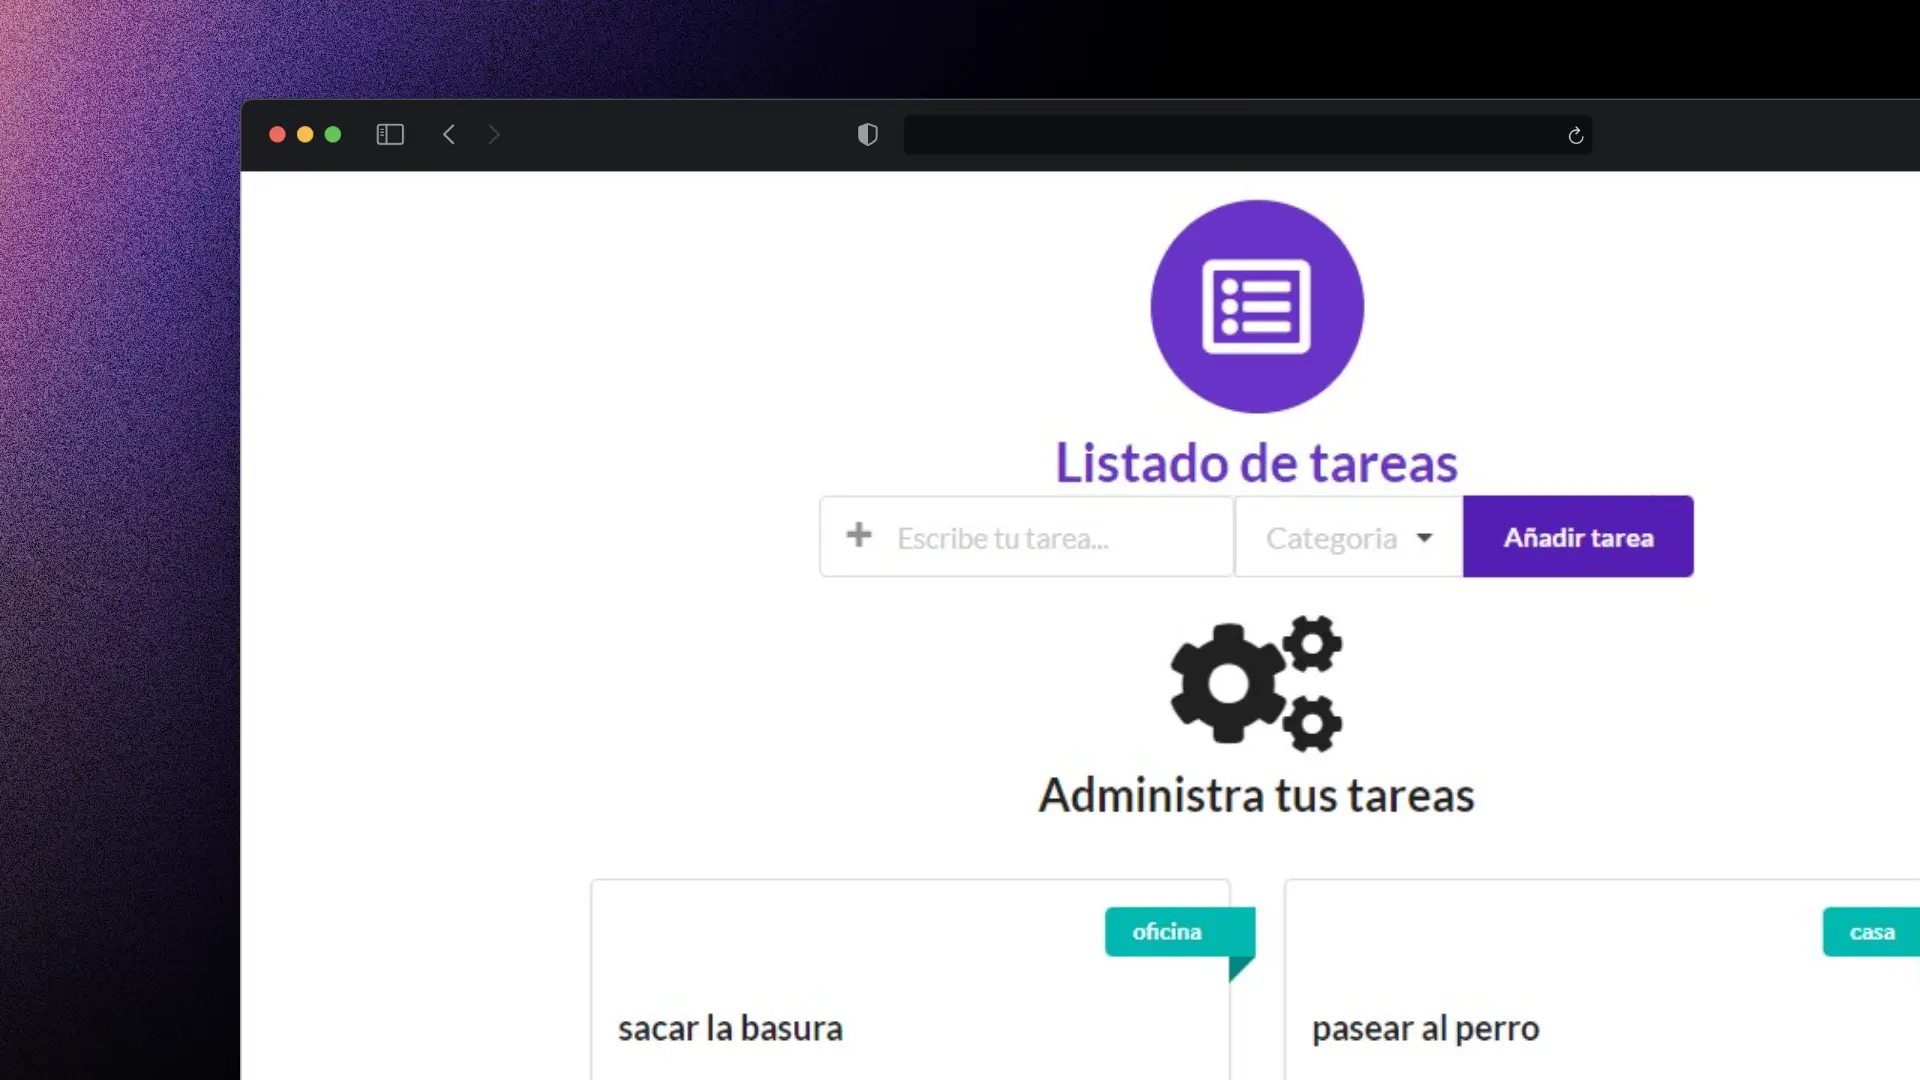 Listado de tareas
Escribe tu tarea...
Categoria
Añadir tarea
Administra tus tareas
oficina
casa
sacar la basura
pasear al perro